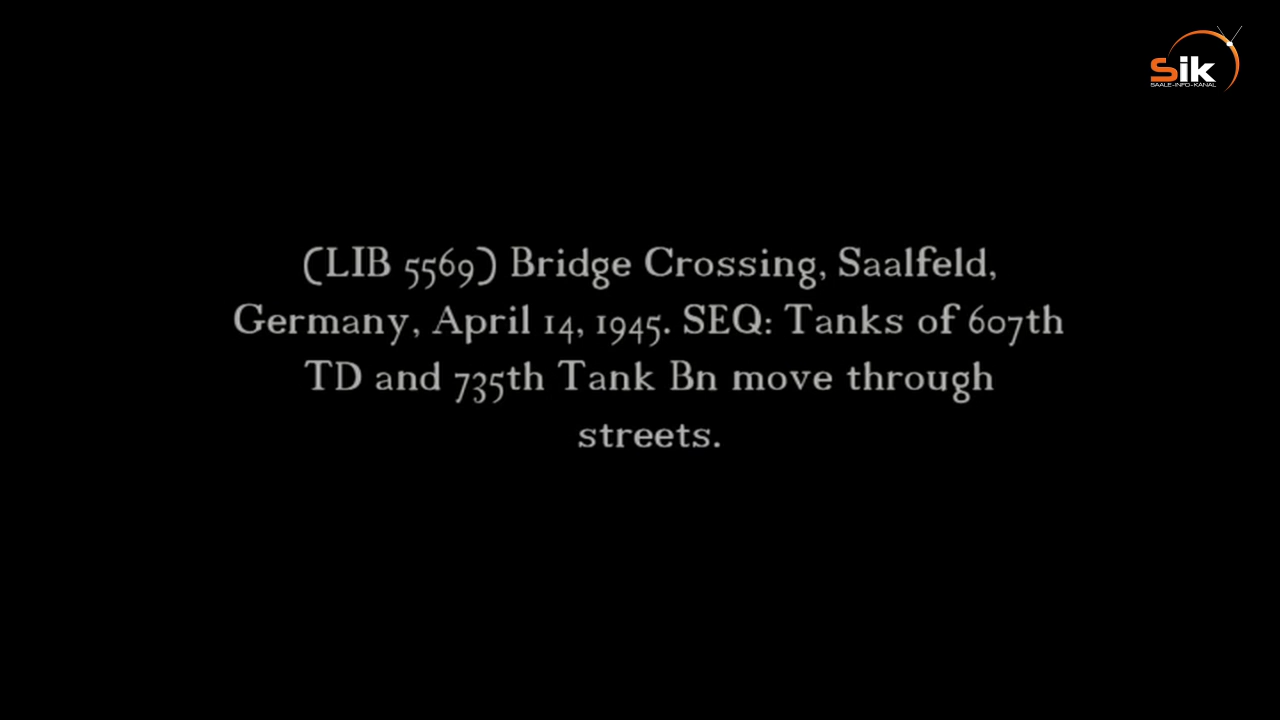 sik
SAALE-INFO-KANAL
(LIB 5569) Bridge Crossing, Saalfeld,
Germany, April 14, 1945. SEQ: Tanks of 607th
TD and 735th Tank Bn move through
streets.